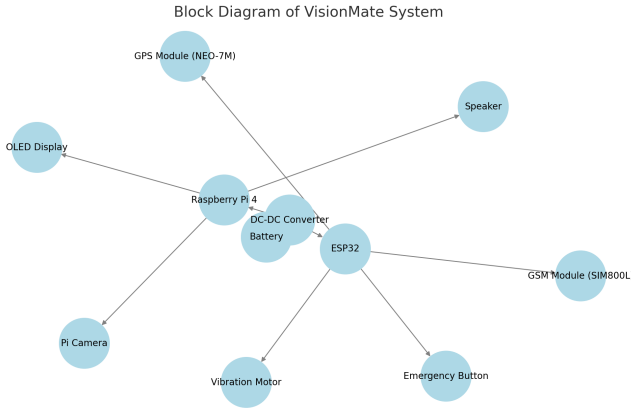 Block Diagram of VisionMate System
GPS Module (NEO-7M)
Speaker
OLED Display
Raspberry Pi 4
DC-DC Converter
Battery
ESP32
GSM Module (SIM800L
Pi Camera
Vibration Motor
Emergency Button